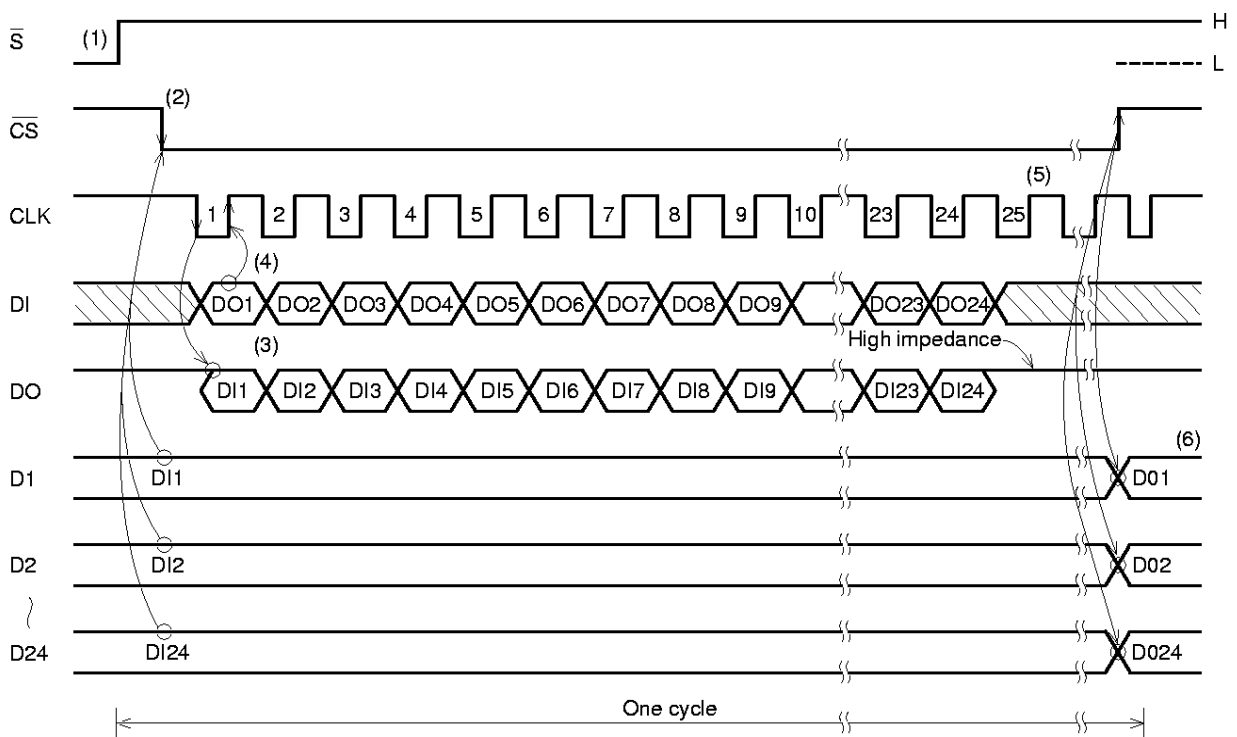 S̅ (1) H
L
C̅S̅ (2)
(5)
CLK 1 2 3 4 5 6 7 8 9 10 23 24 25
(4)
DI DO1 DO2 DO3 DO4 DO5 DO6 DO7 DO8 DO9 DO23 DO24
(3) High impedance
DO DI1 DI2 DI3 DI4 DI5 DI6 DI7 DI8 DI9 DI23 DI24
(6)
D1 DI1 D01
D2 DI2 D02
~
D24 DI24 D024
One cycle